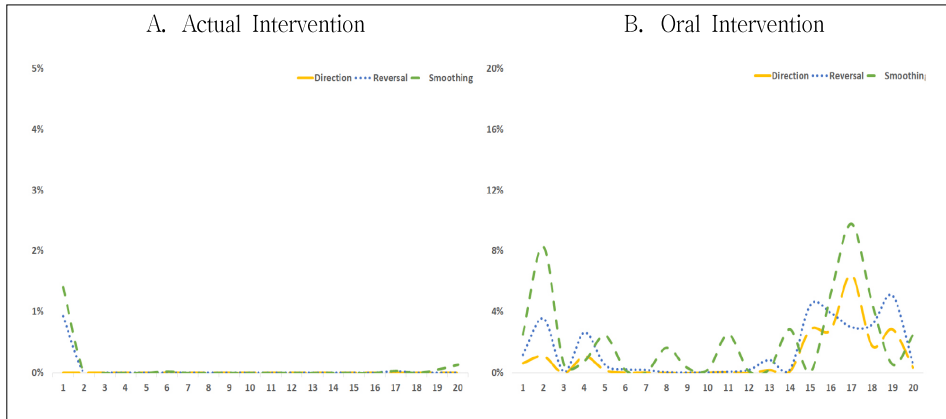 A. Actual Intervention
5%
Direction Reversal Smoothing
4%
3%
2%
1%
0%
1 2 3 4 5 6 7 8 9 10 11 12 13 14 15 16 17 18 19 20
B. Oral Intervention
20%
Direction Reversal Smoothin
16%
12%
8%
4%
0%
1 2 3 4 5 6 7 8 9 10 11 12 13 14 15 16 17 18 19 20